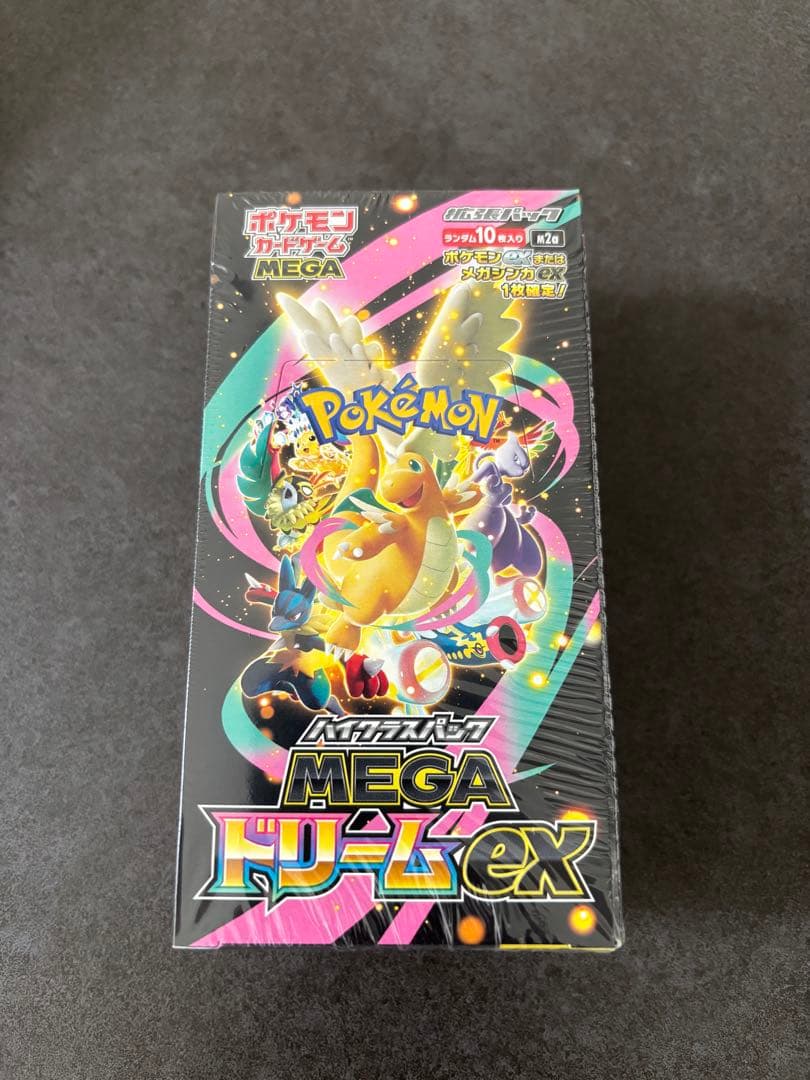 ポケモン
カードゲーム
MEGA
拡張パック
ランダム10枚入り M2a
ポケモンexまたは
メガシンカex
1枚確定!
POKéMON
TM
ハイクラスパック
MEGA
ドリームex